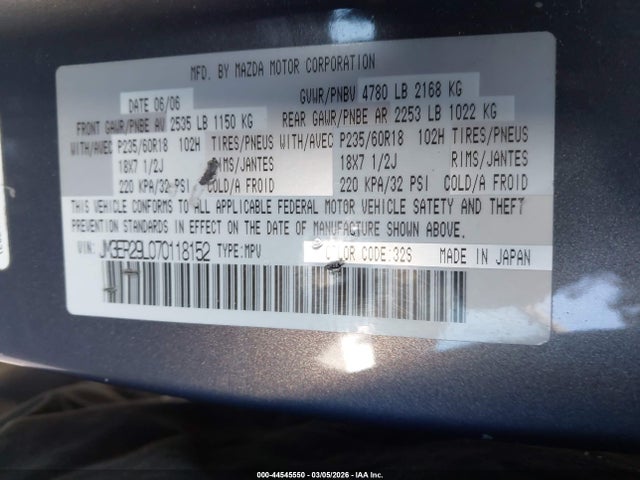 MFD. BY MAZDA MOTOR CORPORATION
DATE 06/06 GVWR/PNBV 4780 LB 2168 KG
FRONT GAWR/PNBE AV 2535 LB 1150 KG REAR GAWR/PNBE AR 2253 LB 1022 KG
WITH/AVEC P235/60R18 102H TIRES/PNEUS WITH/AVEC P235/60R18 102H TIRES/PNEUS
18X7 1/2J RIMS/JANTES 18X7 1/2J RIMS/JANTES
220 KPA/32 PSI COLD/A FROID 220 KPA/32 PSI COLD/A FROID
THIS VEHICLE CONFORMS TO ALL APPLICABLE FEDERAL MOTOR VEHICLE SAFETY AND THEFT
PREVENTION STANDARDS IN EFFECT ON THE DATE OF MANUFACTURE SHOWN ABOVE.
VIN: JM3ER29L070118152 TYPE:MPV COLOR CODE:32S MADE IN JAPAN
000-44545550 | 03/05/2026 | IAA Inc.